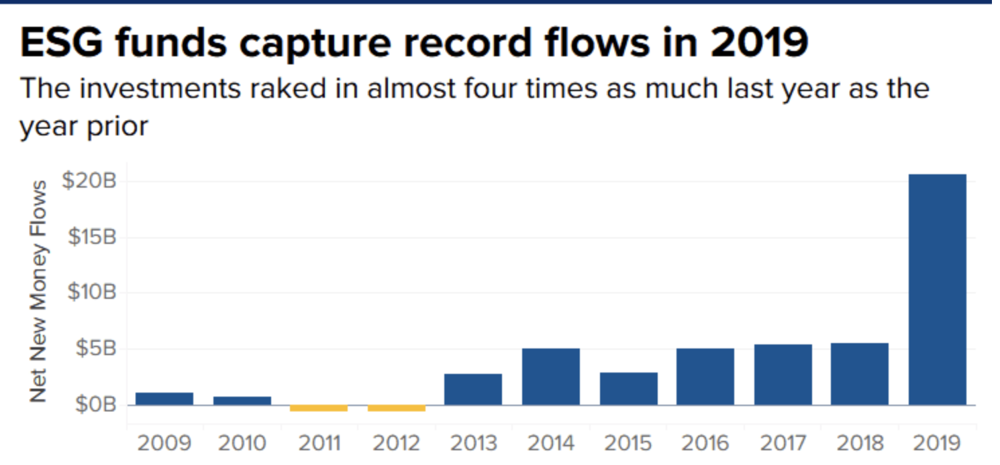 ESG funds capture record flows in 2019
The investments raked in almost four times as much last year as the
year prior
Net New Money Flows
$20B
$15B
$10B
$5B
$0B
2009 2010 2011 2012 2013 2014 2015 2016 2017 2018 2019